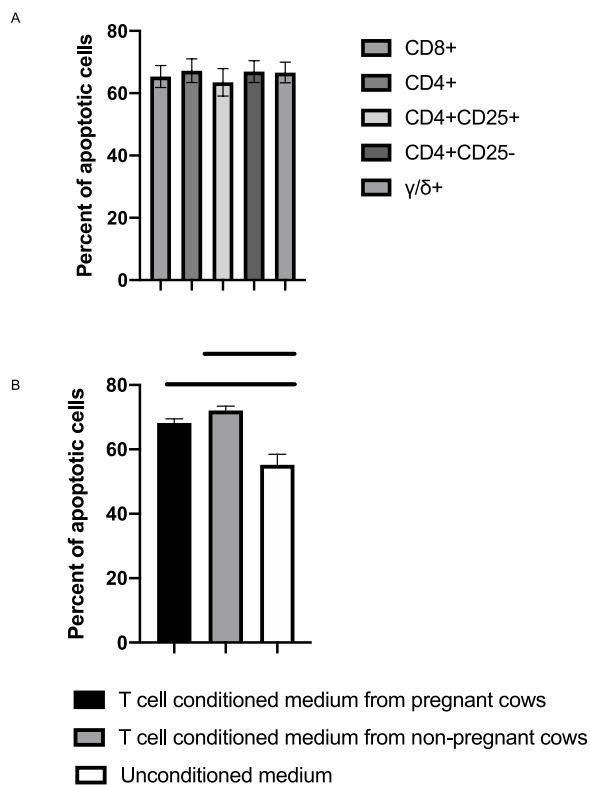 A
80
60
40
20
0
Percent of apoptotic cells
CD8+
CD4+
CD4+CD25+
CD4+CD25-
γ/δ+
B
80
60
40
20
0
Percent of apoptotic cells
T cell conditioned medium from pregnant cows
T cell conditioned medium from non-pregnant cows
Unconditioned medium